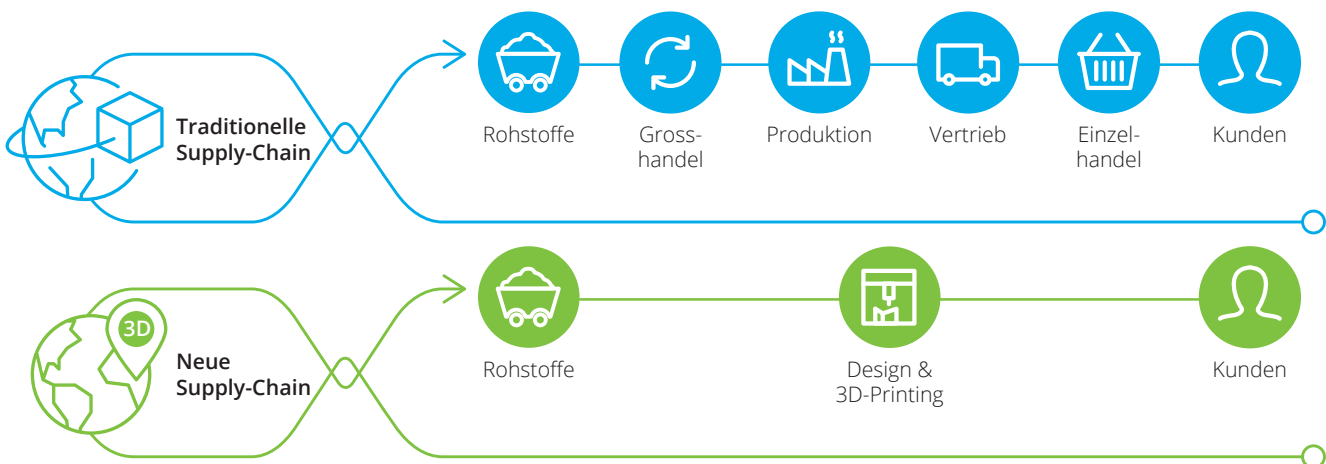 Traditionelle
Supply-Chain
Rohstoffe
Gross-
handel
Produktion
Vertrieb
Einzel-
handel
Kunden
3D
Neue
Supply-Chain
Rohstoffe
Design &
3D-Printing
Kunden